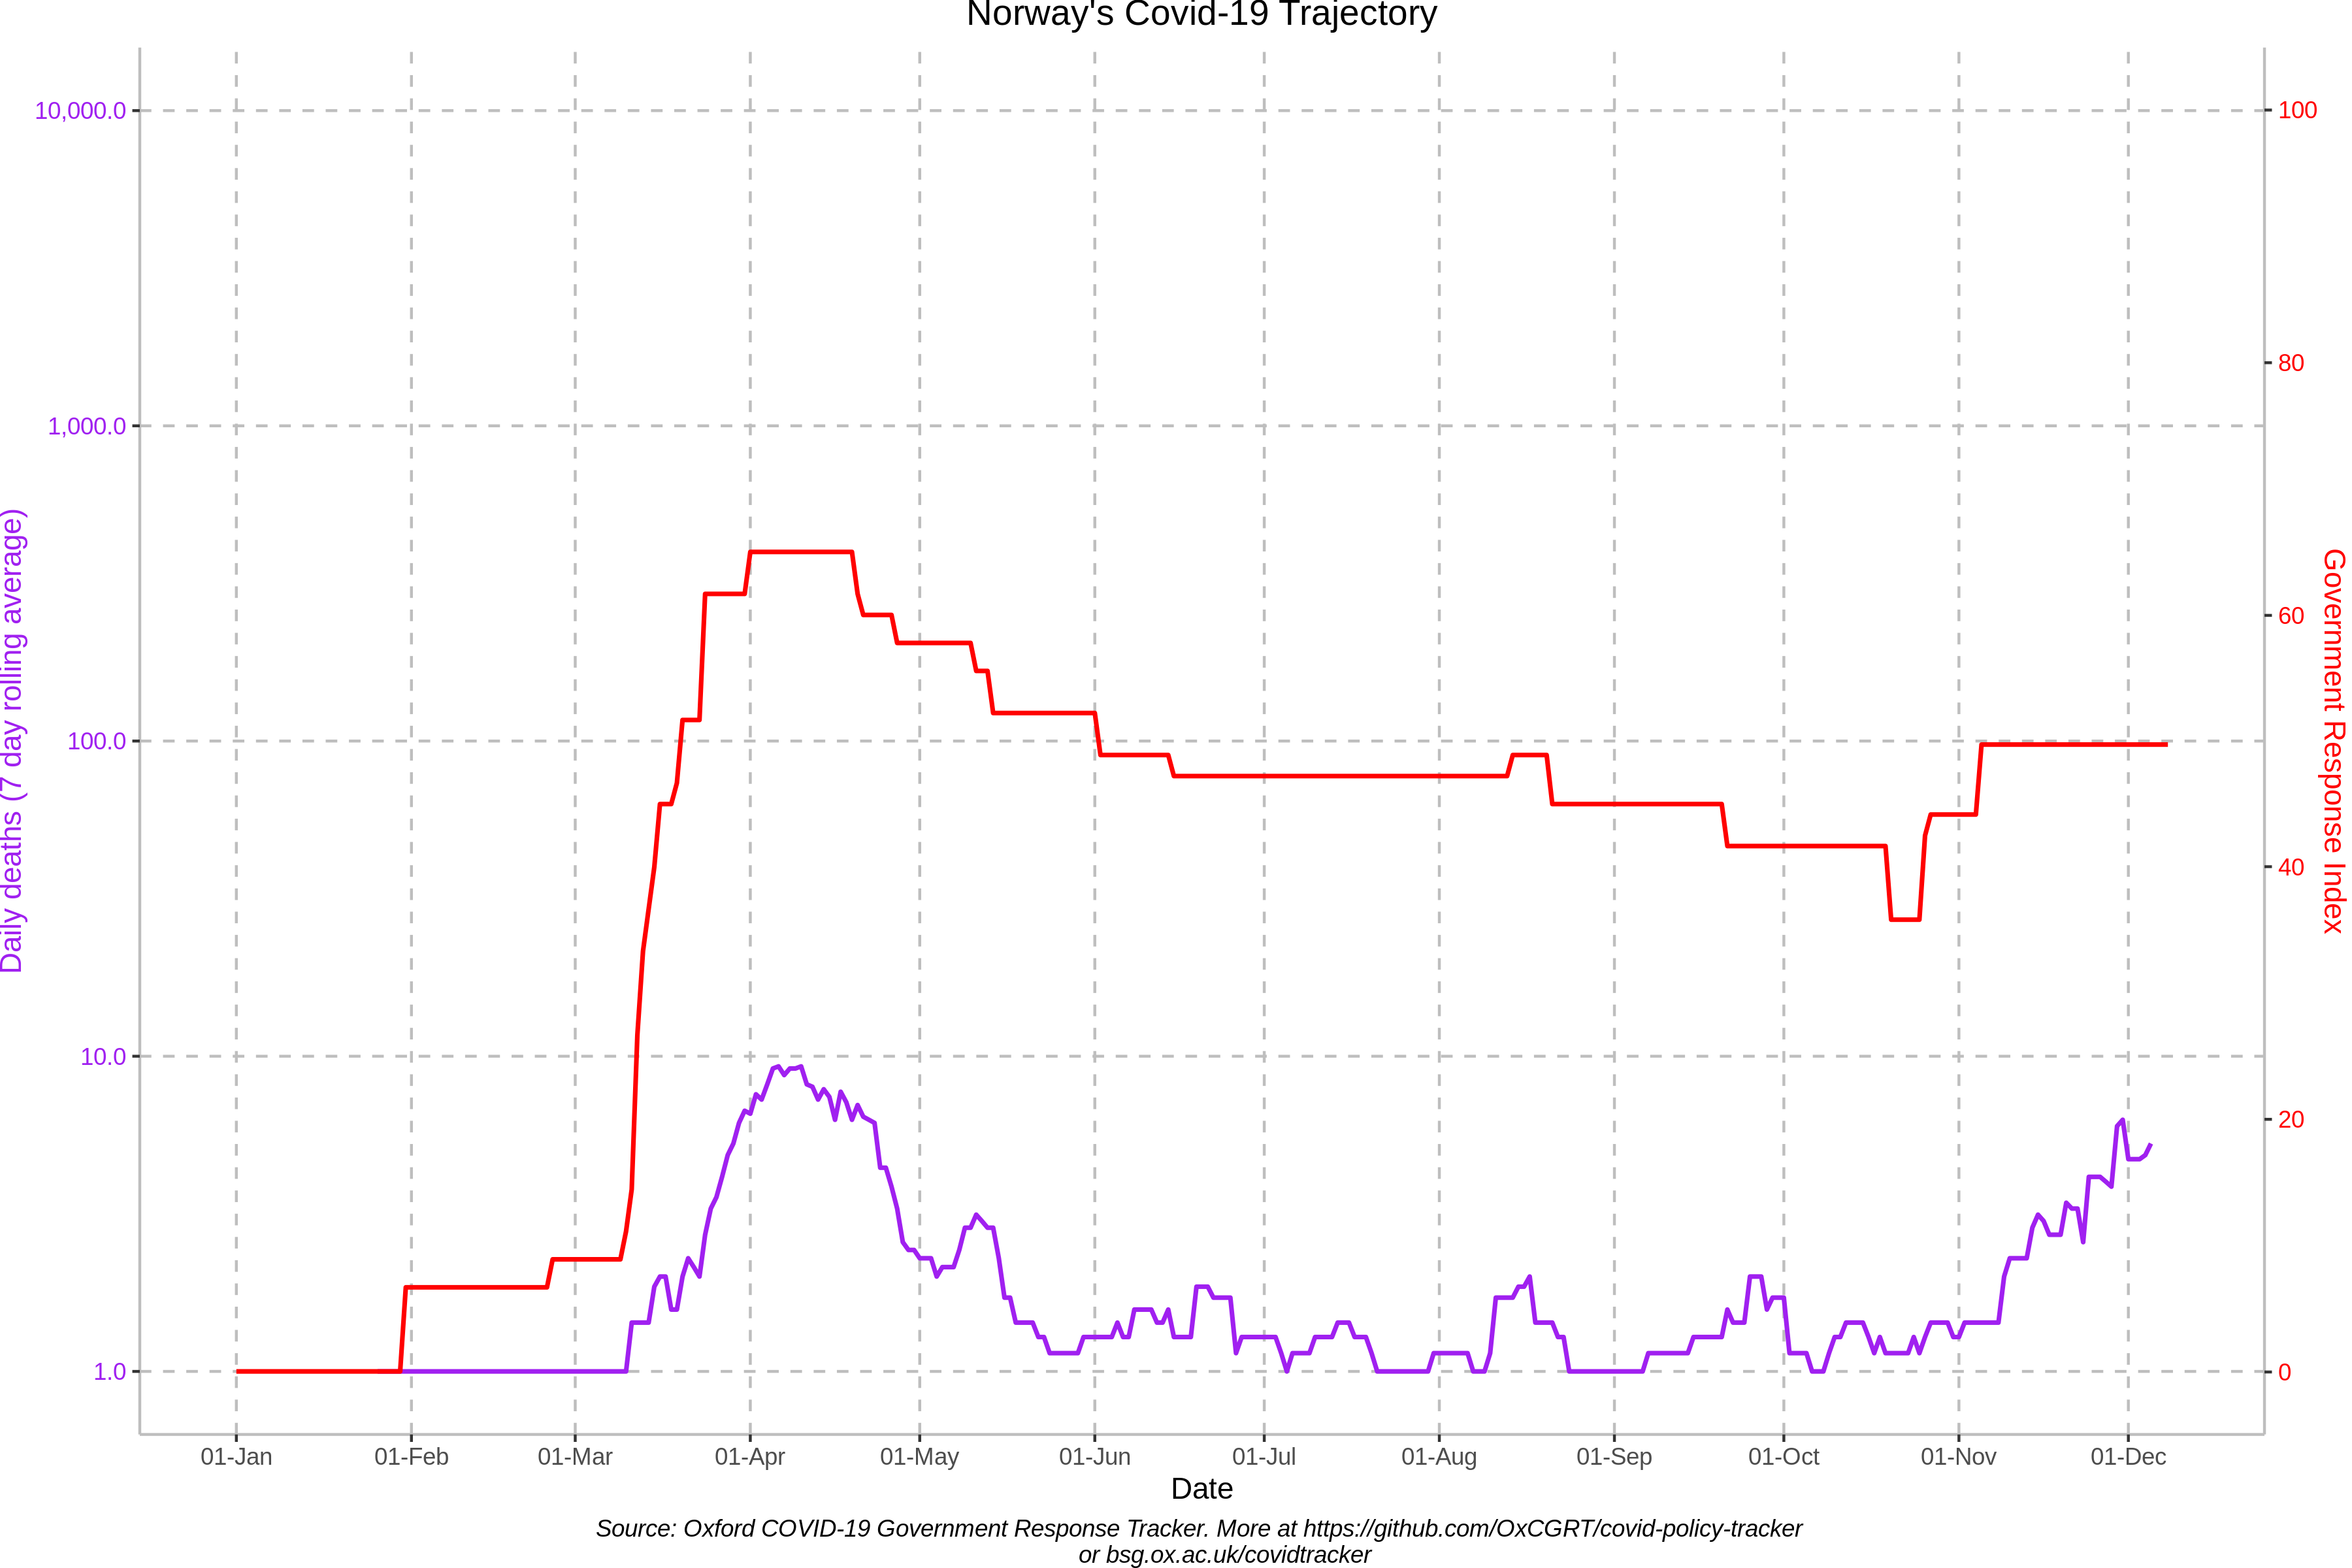 Norway's Covid-19 Trajectory
10,000.0
1,000.0
100.0
10.0
1.0
Daily deaths (7 day rolling average)
100
80
60
40
20
0
Government Response Index
01-Jan
01-Feb
01-Mar
01-Apr
01-May
01-Jun
01-Jul
01-Aug
01-Sep
01-Oct
01-Nov
01-Dec
Date
Source: Oxford COVID-19 Government Response Tracker. More at https://github.com/OxCGRT/covid-policy-tracker
or bsg.ox.ac.uk/covidtracker